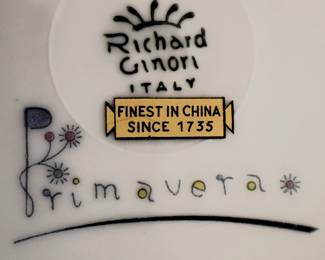 Richard
Ginori
ITALY
FINEST IN CHINA
SINCE 1735
Primavera